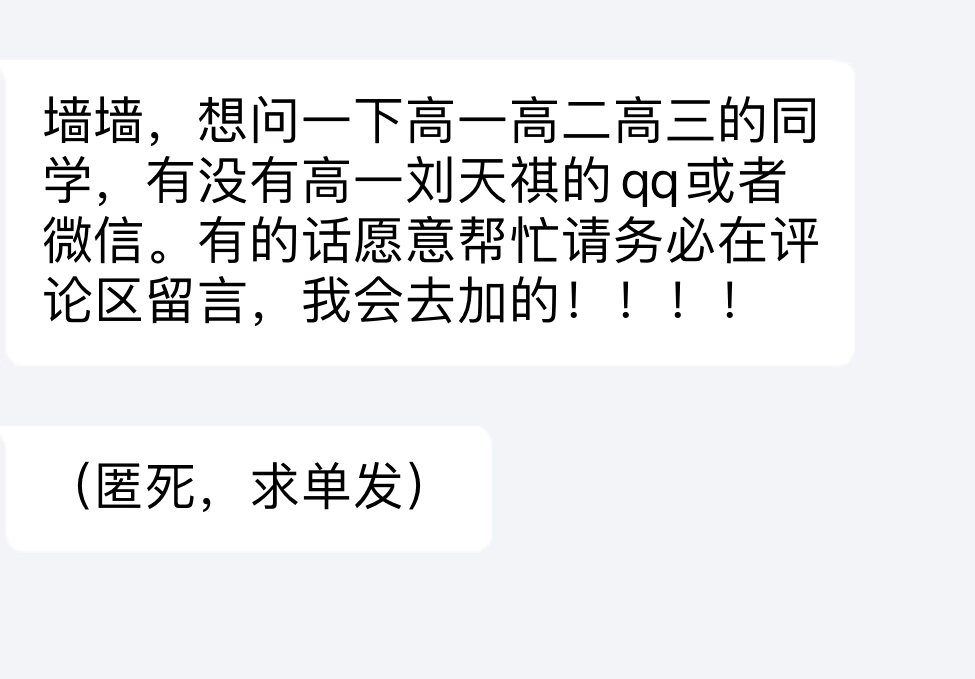 墙墙，想问一下高一高二高三的同
学，有没有高一刘天祺的qq或者
微信。有的话愿意帮忙请务必在评
论区留言，我会去加的！！！！
（匿死，求单发）